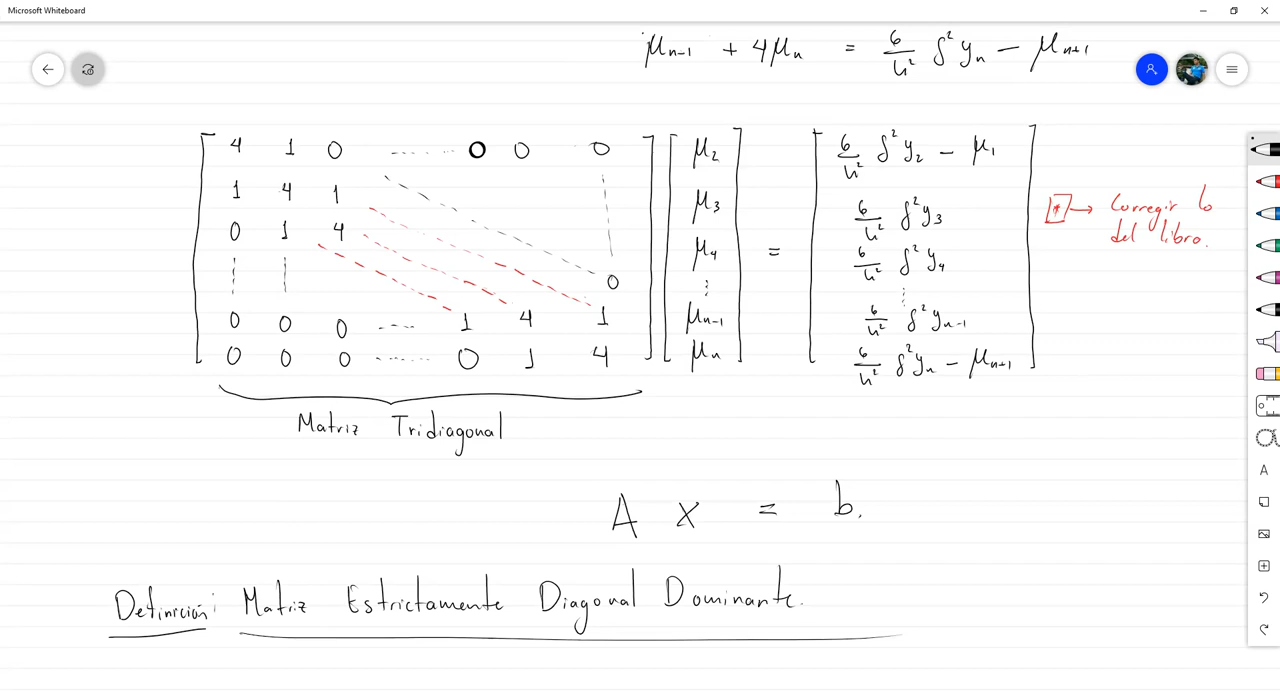 Microsoft Whiteboard
μn-1 + 4μn = 6/h² δ²yn - μn+1
4 1 0 ------ 0 0 0
1 4 1
0 1 4
0
0 0 0 ---- 1 4 1
0 0 0 ------ 0 1 4
μ2
μ3
μ4
⋮
μn-1
μn
=
6/h² δ²y2 - μ1
6/h² δ²y3
6/h² δ²y4
⋮
6/h² δ²yn-1
6/h² δ²yn - μn+1
* → Corregir lo
del libro.
Matriz Tridiagonal
A x = b.
Definición: Matriz Estrictamente Diagonal Dominante.
A